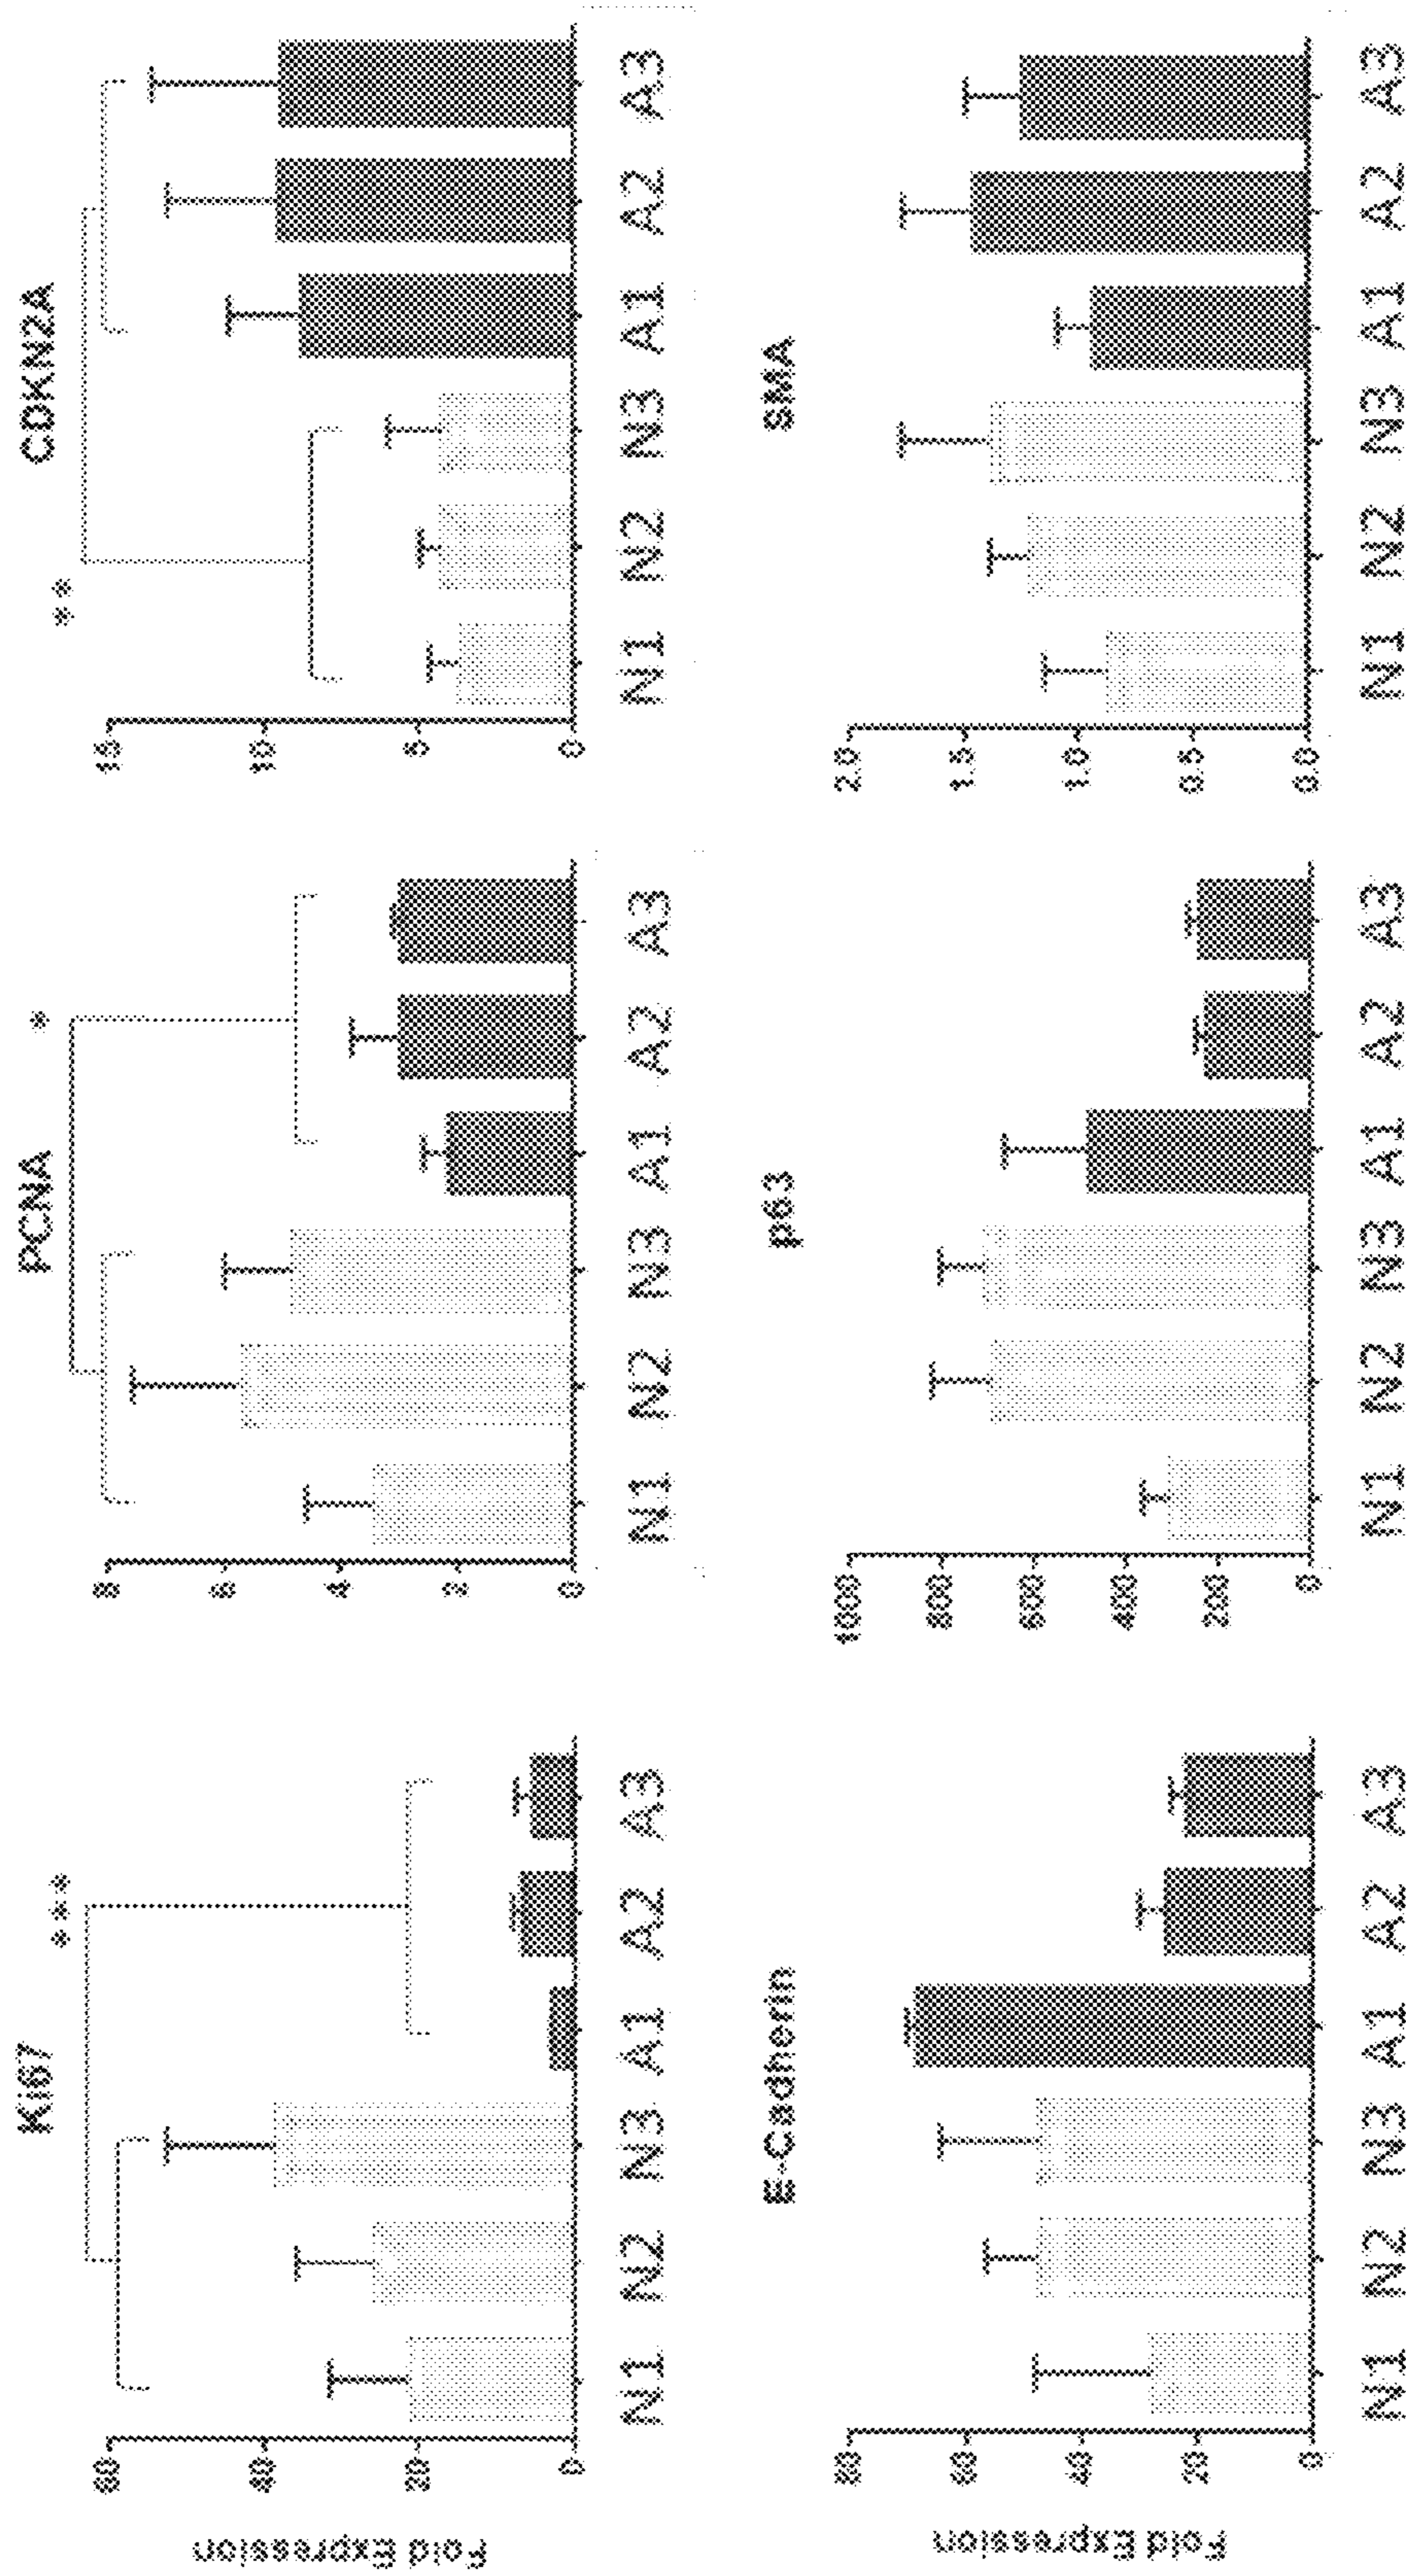 Ki67
***
Fold Expression
60
40
20
0
N1 N2 N3 A1 A2 A3
PCNA
*
8
6
4
2
0
N1 N2 N3 A1 A2 A3
CDKN2A
**
15
10
5
0
N1 N2 N3 A1 A2 A3
E-Cadherin
Fold Expression
80
60
40
20
0
N1 N2 N3 A1 A2 A3
p63
1000
800
600
400
200
0
N1 N2 N3 A1 A2 A3
SMA
2.0
1.5
1.0
0.5
0.0
N1 N2 N3 A1 A2 A3